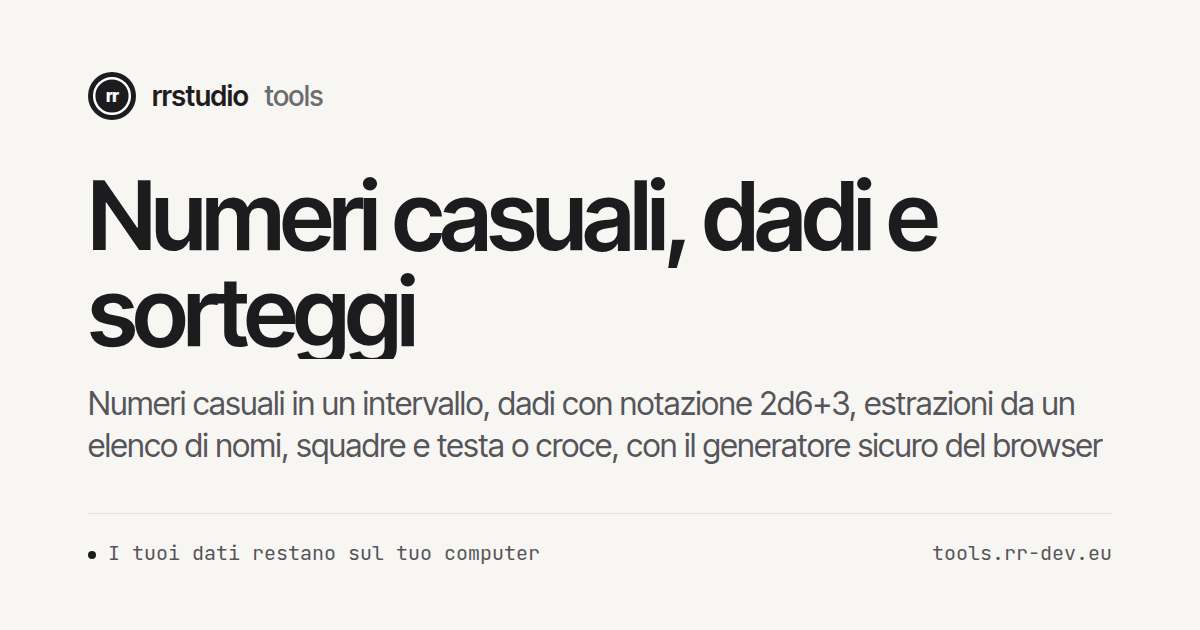 rr rrstudio tools
Numeri casuali, dadi e
sorteggi
Numeri casuali in un intervallo, dadi con notazione 2d6+3, estrazioni da un
elenco di nomi, squadre e testa o croce, con il generatore sicuro del browser
I tuoi dati restano sul tuo computer
tools.rr-dev.eu